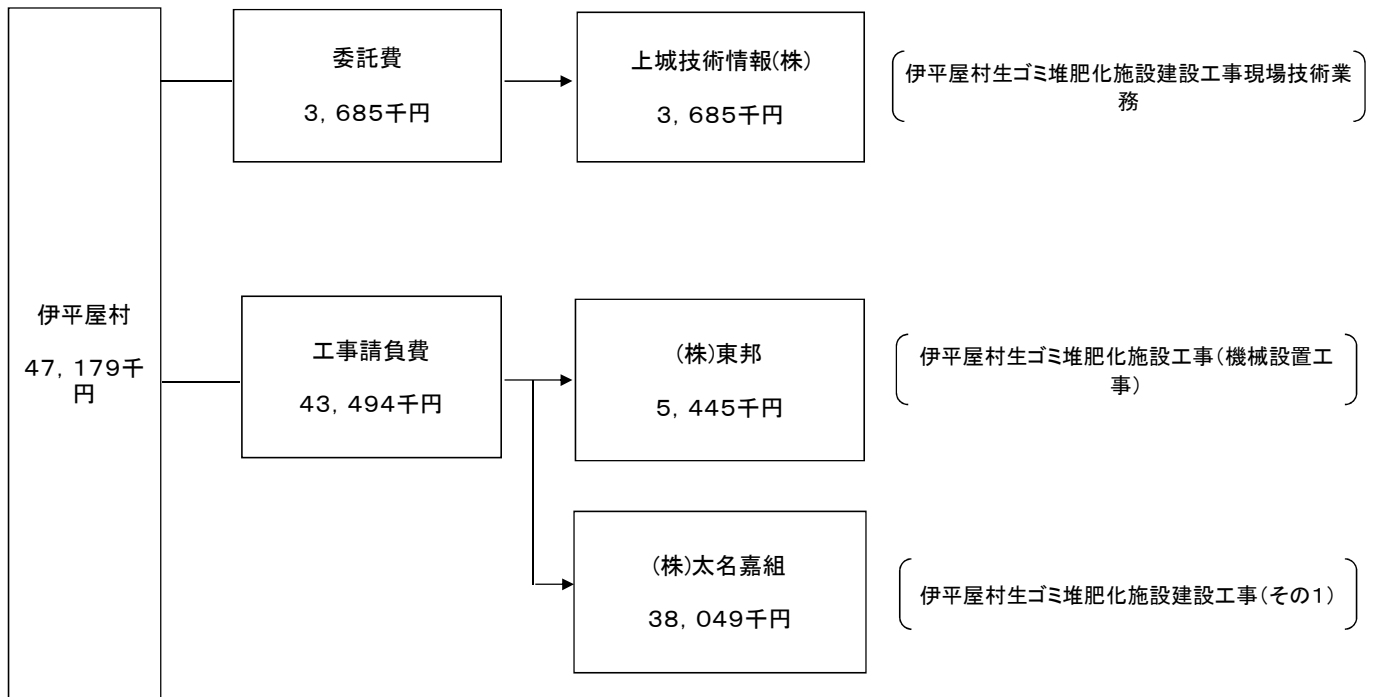 委託費
3,685千円
上城技術情報(株)
3,685千円
伊平屋村生ゴミ堆肥化施設建設工事現場技術業
務
伊平屋村
47,179千
円
工事請負費
43,494千円
(株)東邦
5,445千円
伊平屋村生ゴミ堆肥化施設工事(機械設置工
事)
(株)太名嘉組
38,049千円
伊平屋村生ゴミ堆肥化施設建設工事(その1)